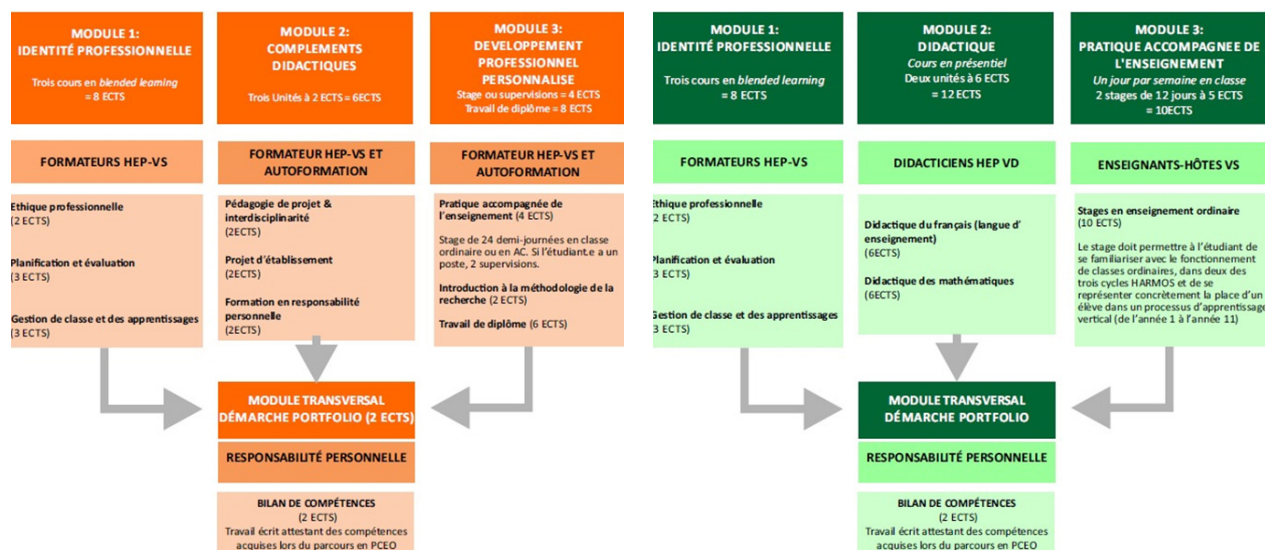 MODULE 1:
IDENTITÉ PROFESSIONNELLE
Trois cours en blended learning
= 8 ECTS
FORMATEURS HEP-VS
Ethique professionnelle
(2 ECTS)
Planification et évaluation
(3 ECTS)
Gestion de classe et des apprentissages
(3 ECTS)
MODULE 2:
COMPLEMENTS
DIDACTIQUES
Trois Unités à 2 ECTS = 6ECTS
FORMATEUR HEP-VS ET
AUTOFORMATION
Pédagogie de projet &
interdisciplinarité
(2ECTS)
Projet d'établissement
(2ECTS)
Formation en responsabilité
personnelle
(2ECTS)
MODULE 3:
DEVELOPPEMENT
PROFESSIONNEL
PERSONNALISE
Stage ou supervisions = 4 ECTS
Travail de diplôme = 8 ECTS
FORMATEUR HEP-VS ET
AUTOFORMATION
Pratique accompagnée de
l'enseignement (4 ECTS)
Stage de 24 demi-journées en classe
ordinaire ou en AC. Si l'étudiant.e a un
poste, 2 supervisions.
Introduction à la méthodologie de la
recherche (2 ECTS)
Travail de diplôme (6 ECTS)
MODULE TRANSVERSAL
DÉMARCHE PORTFOLIO (2 ECTS)
RESPONSABILITÉ PERSONNELLE
BILAN DE COMPÉTENCES
(2 ECTS)
Travail écrit attestant des compétences
acquises lors du parcours en PCEO
MODULE 1:
IDENTITÉ PROFESSIONNELLE
Trois cours en blended learning
= 8 ECTS
FORMATEURS HEP-VS
Ethique professionnelle
(2 ECTS)
Planification et évaluation
(3 ECTS)
Gestion de classe et des apprentissages
(3 ECTS)
MODULE 2:
DIDACTIQUE
Cours en présentiel
Deux unités à 6 ECTS
= 12 ECTS
DIDACTICIENS HEP VD
Didactique du français (langue d'
enseignement)
(6ECTS)
Didactique des mathématiques
(6ECTS)
MODULE 3:
PRATIQUE ACCOMPAGNEE DE
L'ENSEIGNEMENT
Un jour par semaine en classe
2 stages de 12 jours à 5 ECTS
= 10ECTS
ENSEIGNANTS-HÔTES VS
Stages en enseignement ordinaire
(10 ECTS)
Le stage doit permettre à l'étudiant de
se familiariser avec le fonctionnement
de classes ordinaires, dans deux des
trois cycles HARMOS et de se
représenter concrètement la place d'un
élève dans un processus d'apprentissage
vertical (de l'année 1 à l'année 11)
MODULE TRANSVERSAL
DÉMARCHE PORTFOLIO
RESPONSABILITÉ PERSONNELLE
BILAN DE COMPÉTENCES
(2 ECTS)
Travail écrit attestant des compétences
acquises lors du parcours en PCEO